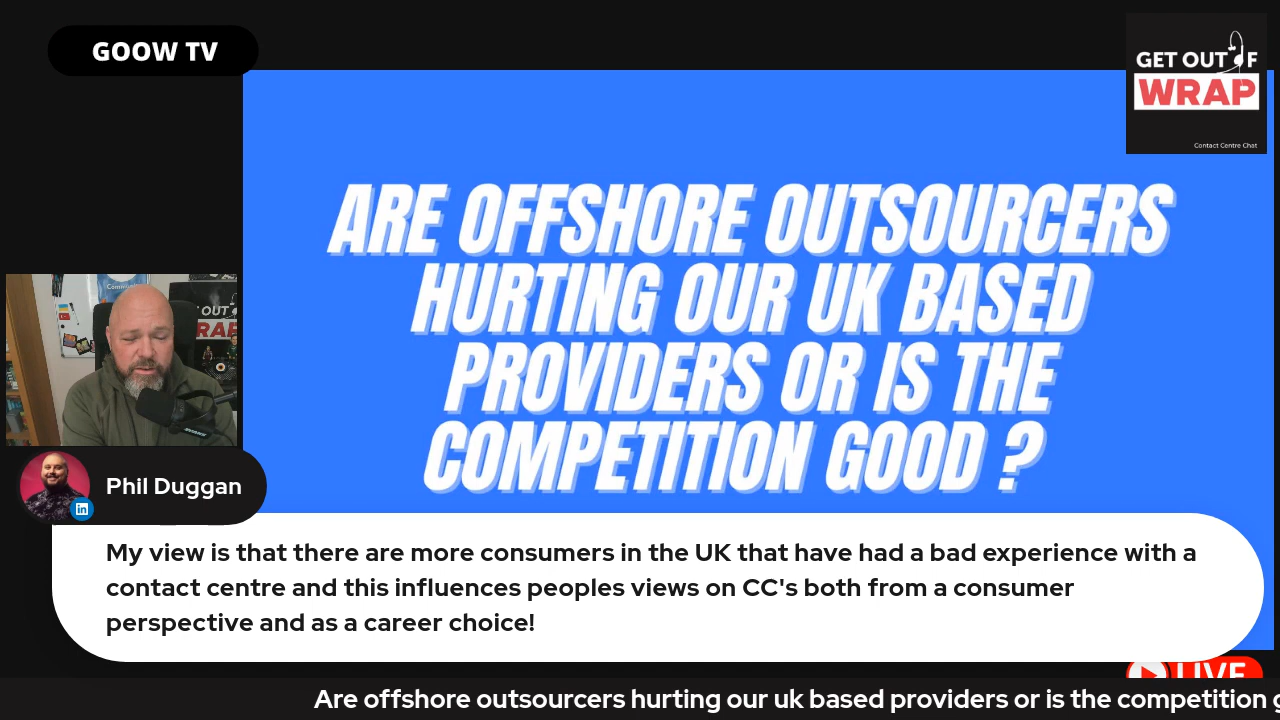 GOOW TV
GET OUT OF
WRAP
Contact Centre Chat
ARE OFFSHORE OUTSOURCERS
HURTING OUR UK BASED
PROVIDERS OR IS THE
COMPETITION GOOD ?
OUT
RAP
Phil Duggan
in
My view is that there are more consumers in the UK that have had a bad experience with a
contact centre and this influences peoples views on CC's both from a consumer
perspective and as a career choice!
LIVE
Are offshore outsourcers hurting our uk based providers or is the competition g